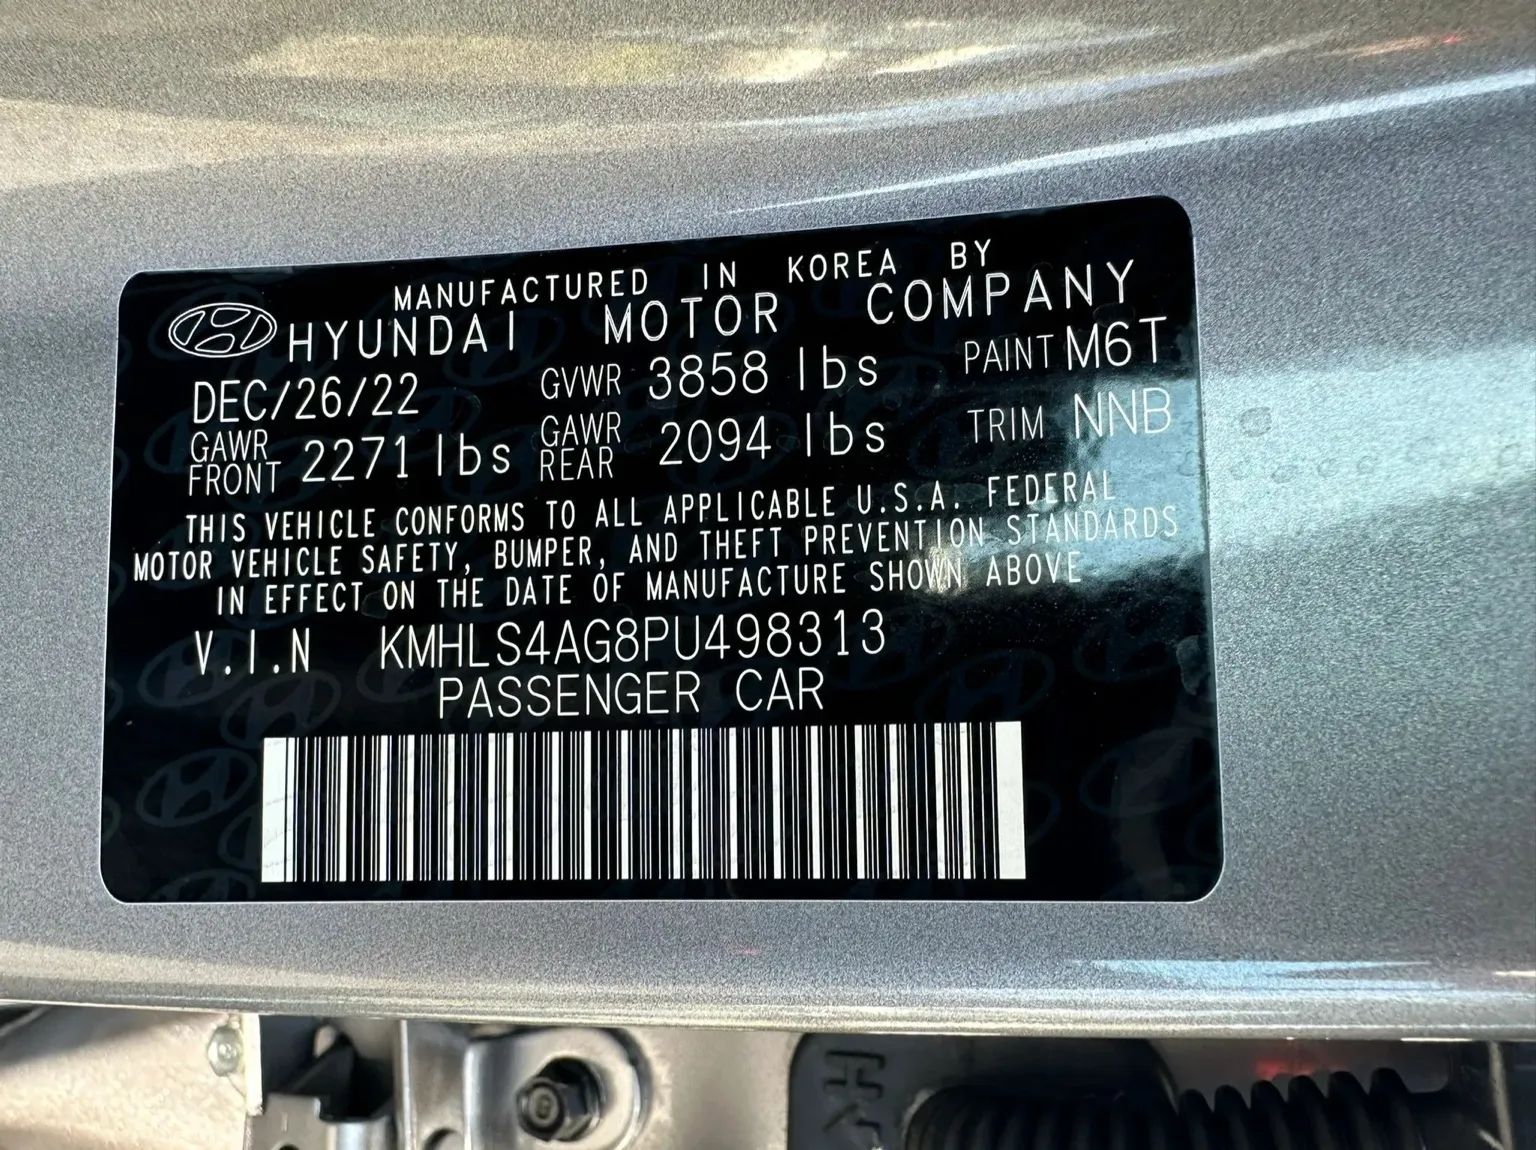 MANUFACTURED IN KOREA BY
HYUNDAI MOTOR COMPANY
DEC/26/22 GVWR 3858 lbs PAINT M6T
GAWR FRONT 2271 lbs GAWR REAR 2094 lbs TRIM NNB
THIS VEHICLE CONFORMS TO ALL APPLICABLE U.S.A. FEDERAL
MOTOR VEHICLE SAFETY, BUMPER, AND THEFT PREVENTION STANDARDS
IN EFFECT ON THE DATE OF MANUFACTURE SHOWN ABOVE
V.I.N KMHLS4AG8PU498313
PASSENGER CAR